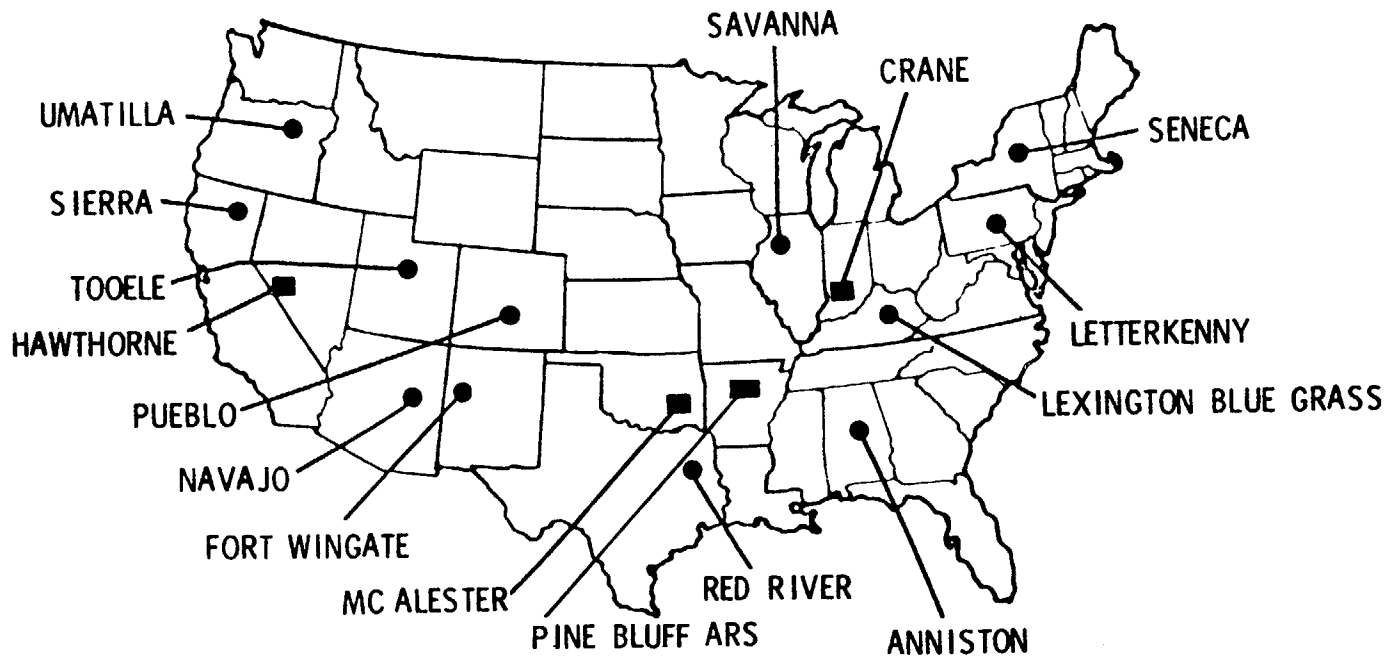 SAVANNA
CRANE
UMATILLA
SENECA
SIERRA
TOOELE
HAWTHORNE
LETTERKENNY
PUEBLO
LEXINGTON BLUE GRASS
NAVAJO
FORT WINGATE
MC ALESTER
RED RIVER
PINE BLUFF ARS
ANNISTON